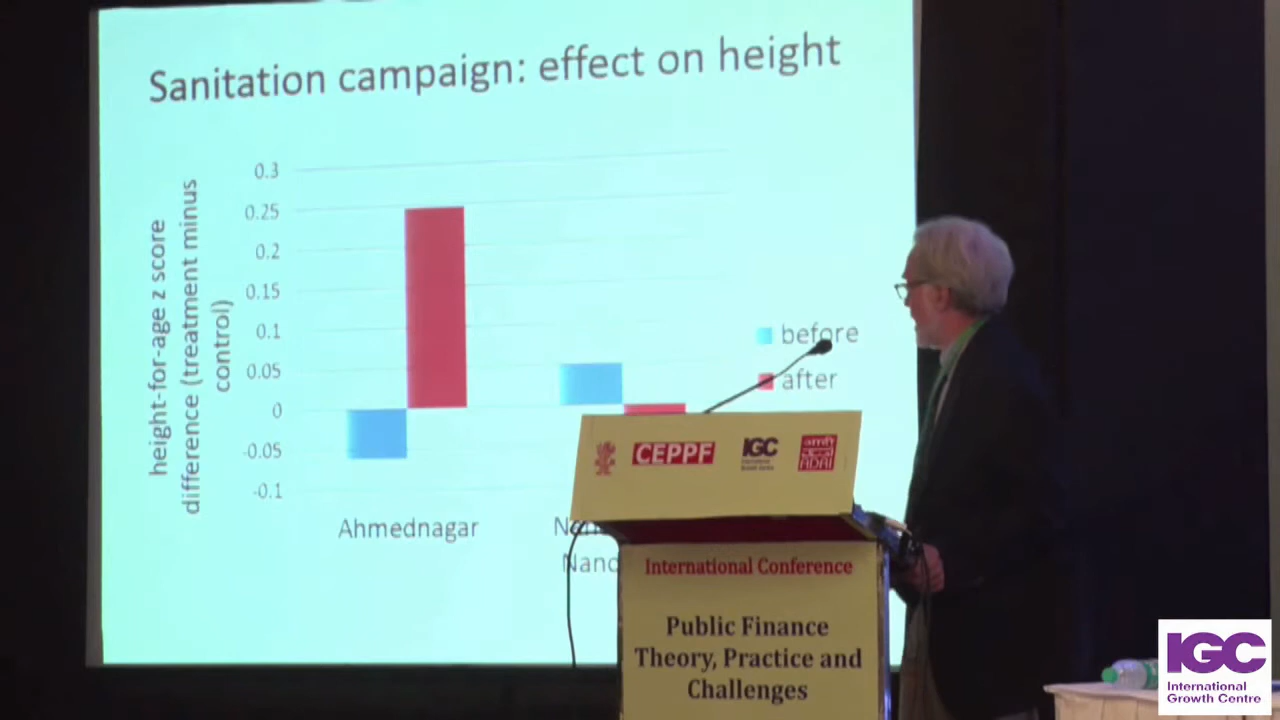 Sanitation campaign: effect on height
height-for-age z score
difference (treatment minus
control)
0.3
0.25
0.2
0.15
0.1
0.05
0
-0.05
-0.1
Ahmednagar
before
after
CEPPF
IGC
ADRI
International Conference
Public Finance
Theory, Practice and
Challenges
IGC
International
Growth Centre